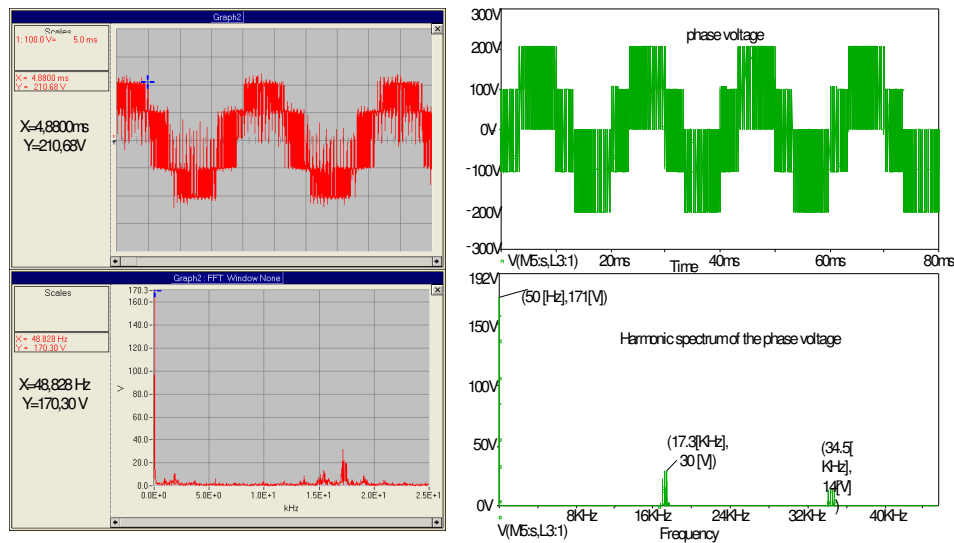 Graph2
Scales
1: 100.0 V= 5.0 ms
X = 4.8800 ms
Y = 210.68 V
X=4,8800ms
Y=210,68V
Graph2 : FFT Window None
Scales
X = 48.828 Hz
Y = 170.30 V
X=48,828 Hz
Y=170,30 V
170.3
160.0
140.0
120.0
100.0
80.0
60.0
40.0
20.0
0.0
V
0.0E+0 5.0E+0 1.0E+1 1.5E+1 2.0E+1 2.5E+1
kHz
300V
phase voltage
200V
100V
0V
-100V
-200V
-300V
V(M5:s,L3:1)
20ms 40ms 60ms 80ms
Time
192V
(50 [Hz],171[V])
150V
Harmonic spectrum of the phase voltage
100V
50V
(17.3[KHz],
30 [V])
(34.5[
KHz],
14[V]
)
0V
8KHz 16KHz 24KHz 32KHz 40KHz
V(M5:s,L3:1)
Frequency